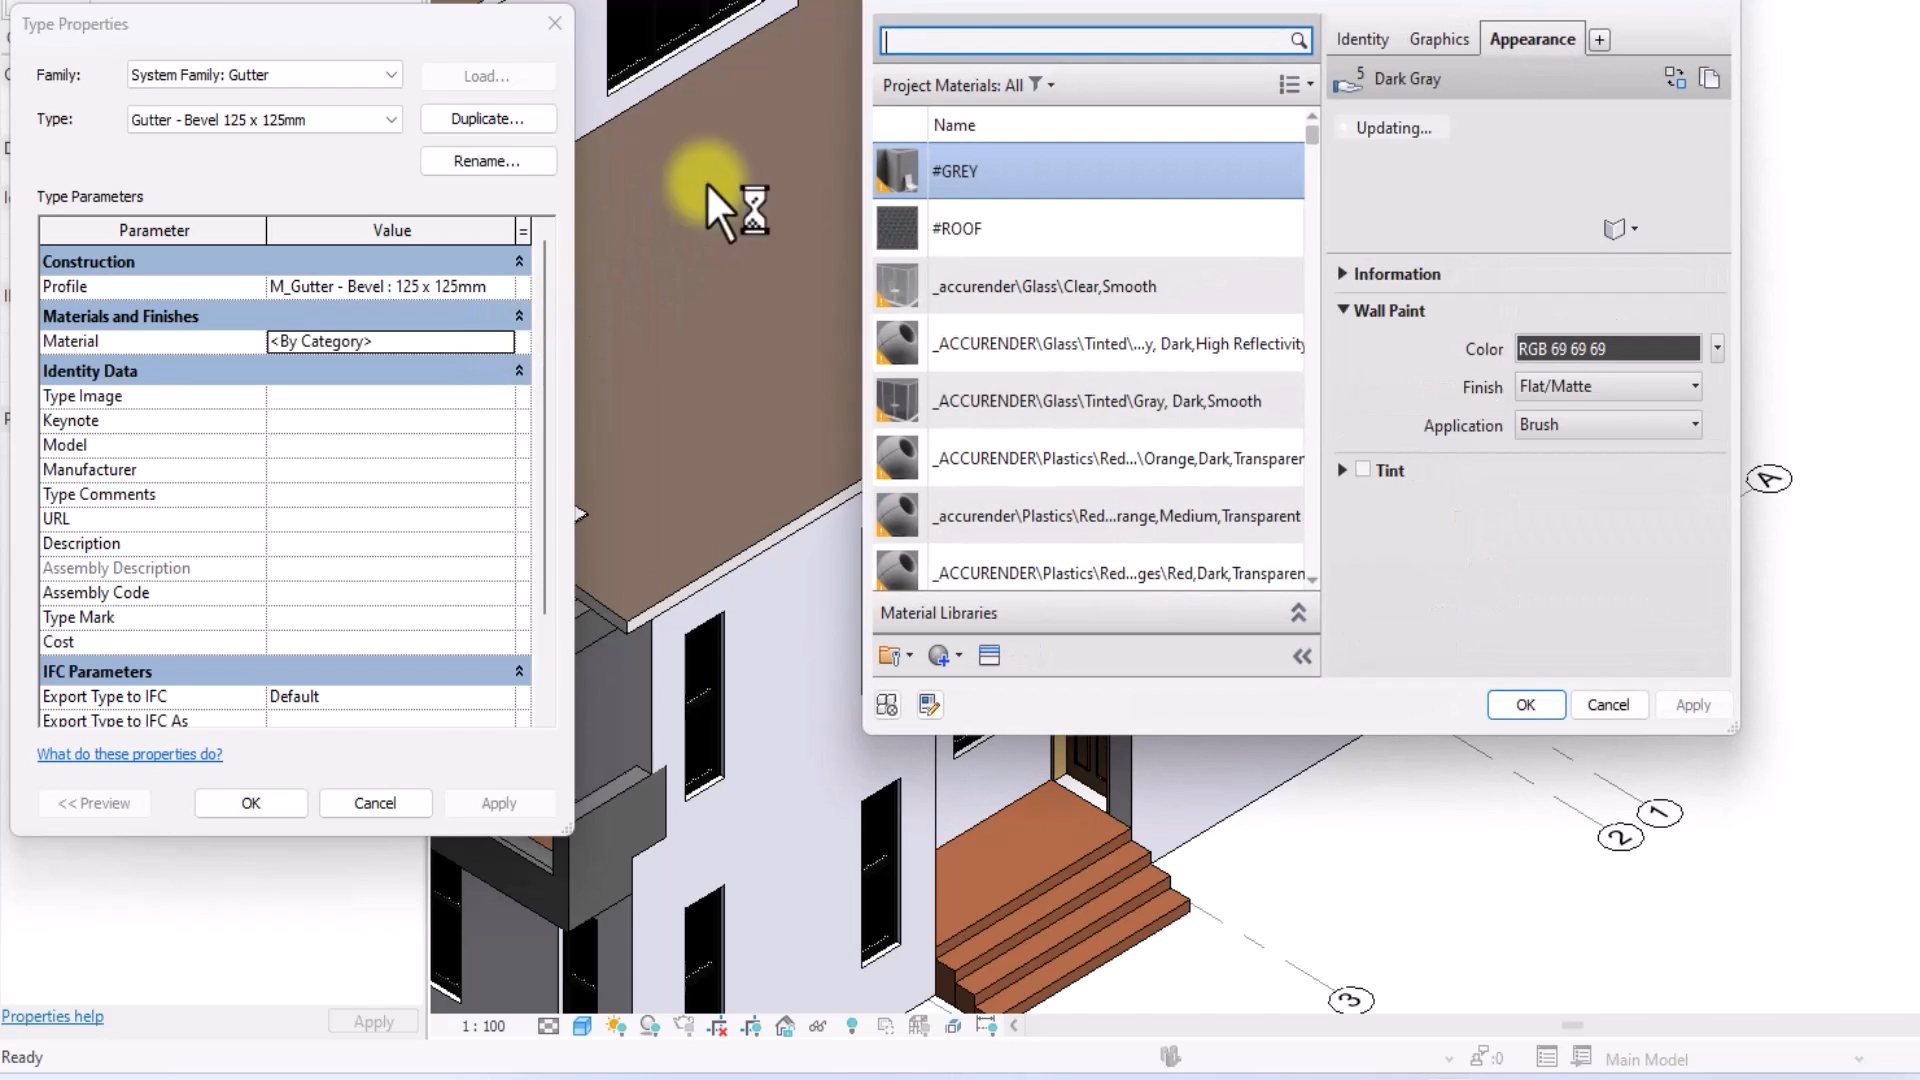 Type Properties
Family:
System Family: Gutter
Load...
Type:
Gutter - Bevel 125 x 125mm
Duplicate...
Rename...
Type Parameters
Parameter
Value
=
Construction
Profile
M_Gutter - Bevel : 125 x 125mm
Materials and Finishes
Material
<By Category>
Identity Data
Type Image
Keynote
Model
Manufacturer
Type Comments
URL
Description
Assembly Description
Assembly Code
Type Mark
Cost
IFC Parameters
Export Type to IFC
Default
Export Type to IFC As
What do these properties do?
<< Preview
OK
Cancel
Apply
Properties help
Apply
Ready
Project Materials: All
Name
#GREY
#ROOF
_accurender\Glass\Clear,Smooth
_ACCURENDER\Glass\Tinted\...y, Dark,High Reflectivity
_ACCURENDER\Glass\Tinted\Gray, Dark,Smooth
_ACCURENDER\Plastics\Red...\Orange,Dark,Transparen
_accurender\Plastics\Red...range,Medium,Transparent
_ACCURENDER\Plastics\Red...ges\Red,Dark,Transparen
Material Libraries
Identity
Graphics
Appearance
+
5
Dark Gray
Updating...
Information
Wall Paint
Color
RGB 69 69 69
Finish
Flat/Matte
Application
Brush
Tint
OK
Cancel
Apply
A
1
2
3
1 : 100
:0
Main Model